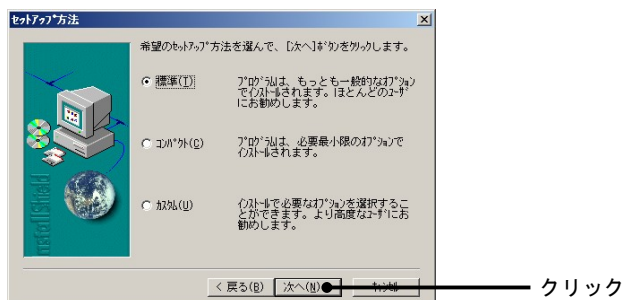 ｾｯﾄｱｯﾌﾟ方法
希望のｾｯﾄｱｯﾌﾟ方法を選んで、[次へ]ﾎﾞﾀﾝをｸﾘｯｸします。
標準(T)
ﾌﾟﾛｸﾞﾗﾑは、もっとも一般的なｵﾌﾟｼｮﾝ
でｲﾝｽﾄｰﾙされます。ほとんどのﾕｰｻﾞ
にお勧めします。
ｺﾝﾊﾟｸﾄ(C)
ﾌﾟﾛｸﾞﾗﾑは、必要最小限のｵﾌﾟｼｮﾝで
ｲﾝｽﾄｰﾙされます。
ｶｽﾀﾑ(U)
ｲﾝｽﾄｰﾙで必要なｵﾌﾟｼｮﾝを選択するこ
とができます。より高度なﾕｰｻﾞにお
勧めします。
InstallShield
< 戻る(B)
次へ(N)
ｷｬﾝｾﾙ
クリック